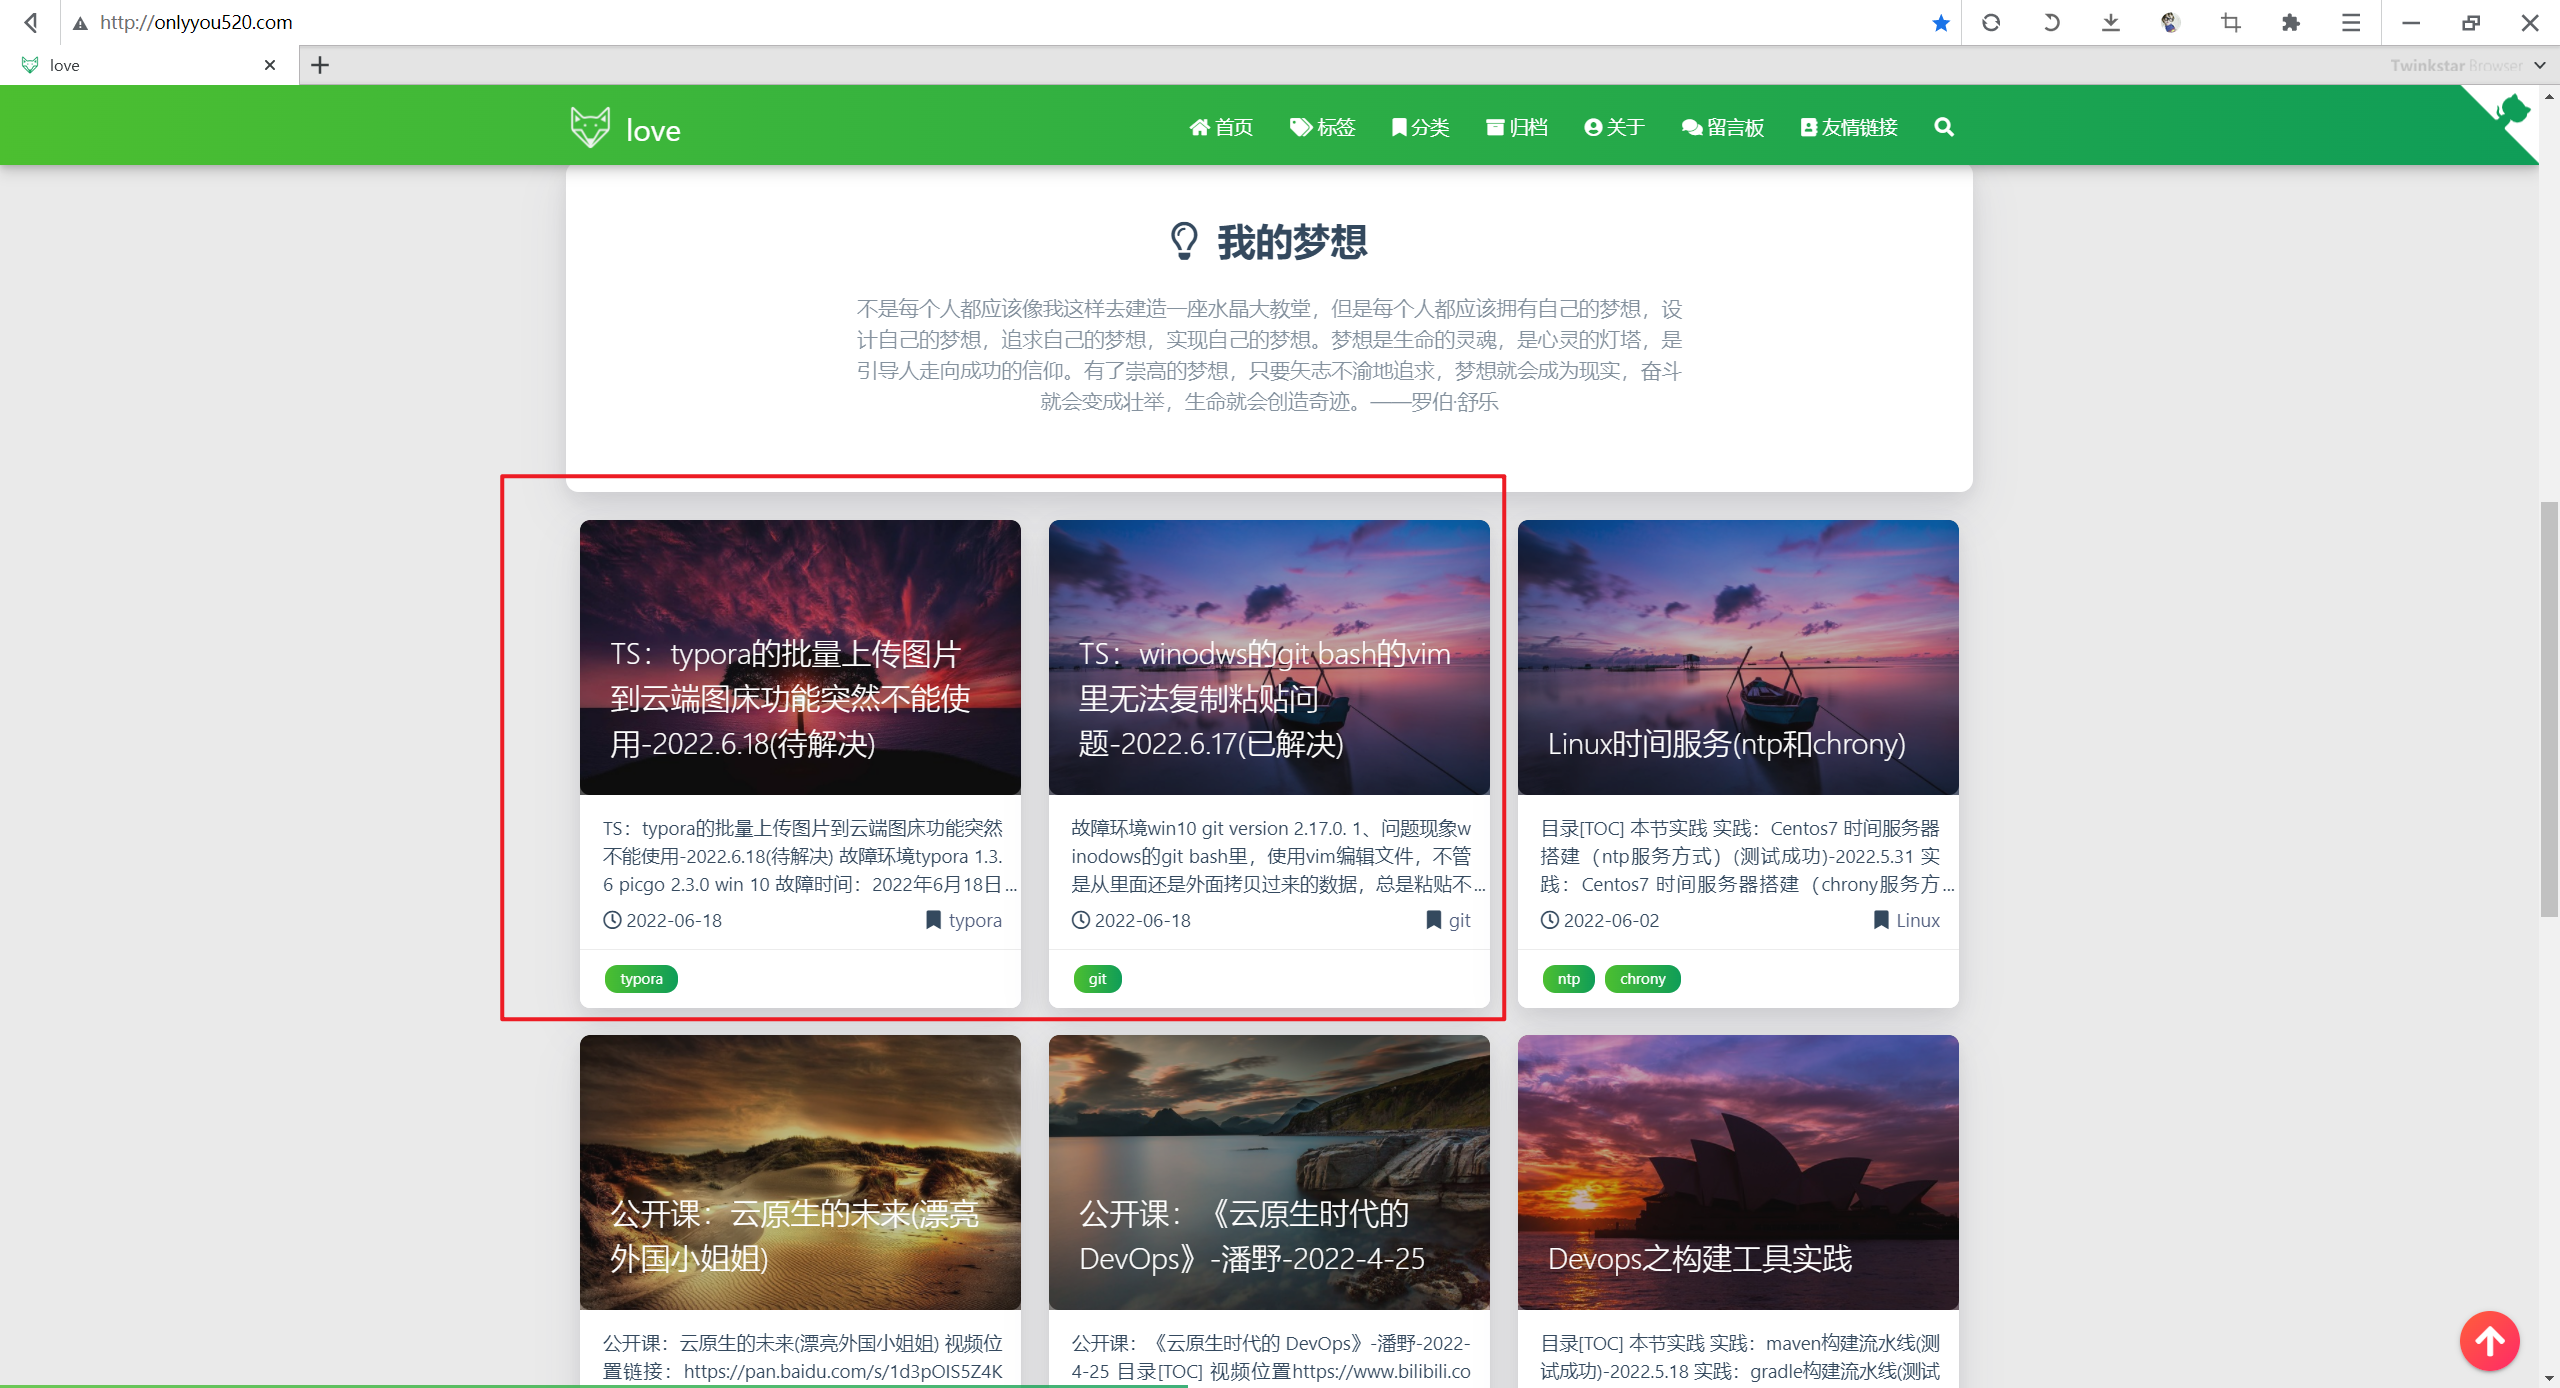 http://onlyyou520.com
love
Twinkstar Browser
love
首页 标签 分类 归档 关于 留言板 友情链接
我的梦想
不是每个人都应该像我这样去建造一座水晶大教堂，但是每个人都应该拥有自己的梦想，设
计自己的梦想，追求自己的梦想，实现自己的梦想。梦想是生命的灵魂，是心灵的灯塔，是
引导人走向成功的信仰。有了崇高的梦想，只要矢志不渝地追求，梦想就会成为现实，奋斗
就会变成壮举，生命就会创造奇迹。——罗伯·舒乐
TS：typora的批量上传图片
到云端图床功能突然不能使
用-2022.6.18(待解决)
TS：typora的批量上传图片到云端图床功能突然
不能使用-2022.6.18(待解决) 故障环境typora 1.3.
6 picgo 2.3.0 win 10 故障时间：2022年6月18日...
2022-06-18
typora
typora
TS：winodws的git bash的vim
里无法复制粘贴问
题-2022.6.17(已解决)
故障环境win10 git version 2.17.0. 1、问题现象w
inodows的git bash里，使用vim编辑文件，不管
是从里面还是外面拷贝过来的数据，总是粘贴不...
2022-06-18
git
git
Linux时间服务(ntp和chrony)
目录[TOC] 本节实践 实践：Centos7 时间服务器
搭建（ntp服务方式）(测试成功)-2022.5.31 实
践：Centos7 时间服务器搭建（chrony服务方...
2022-06-02
Linux
ntp chrony
公开课：云原生的未来(漂亮
外国小姐姐)
公开课：云原生的未来(漂亮外国小姐姐) 视频位
置链接：https://pan.baidu.com/s/1d3pOIS5Z4K
公开课：《云原生时代的
DevOps》-潘野-2022-4-25
公开课：《云原生时代的 DevOps》-潘野-2022-
4-25 目录[TOC] 视频位置https://www.bilibili.co
Devops之构建工具实践
目录[TOC] 本节实践 实践：maven构建流水线(测
试成功)-2022.5.18 实践：gradle构建流水线(测试